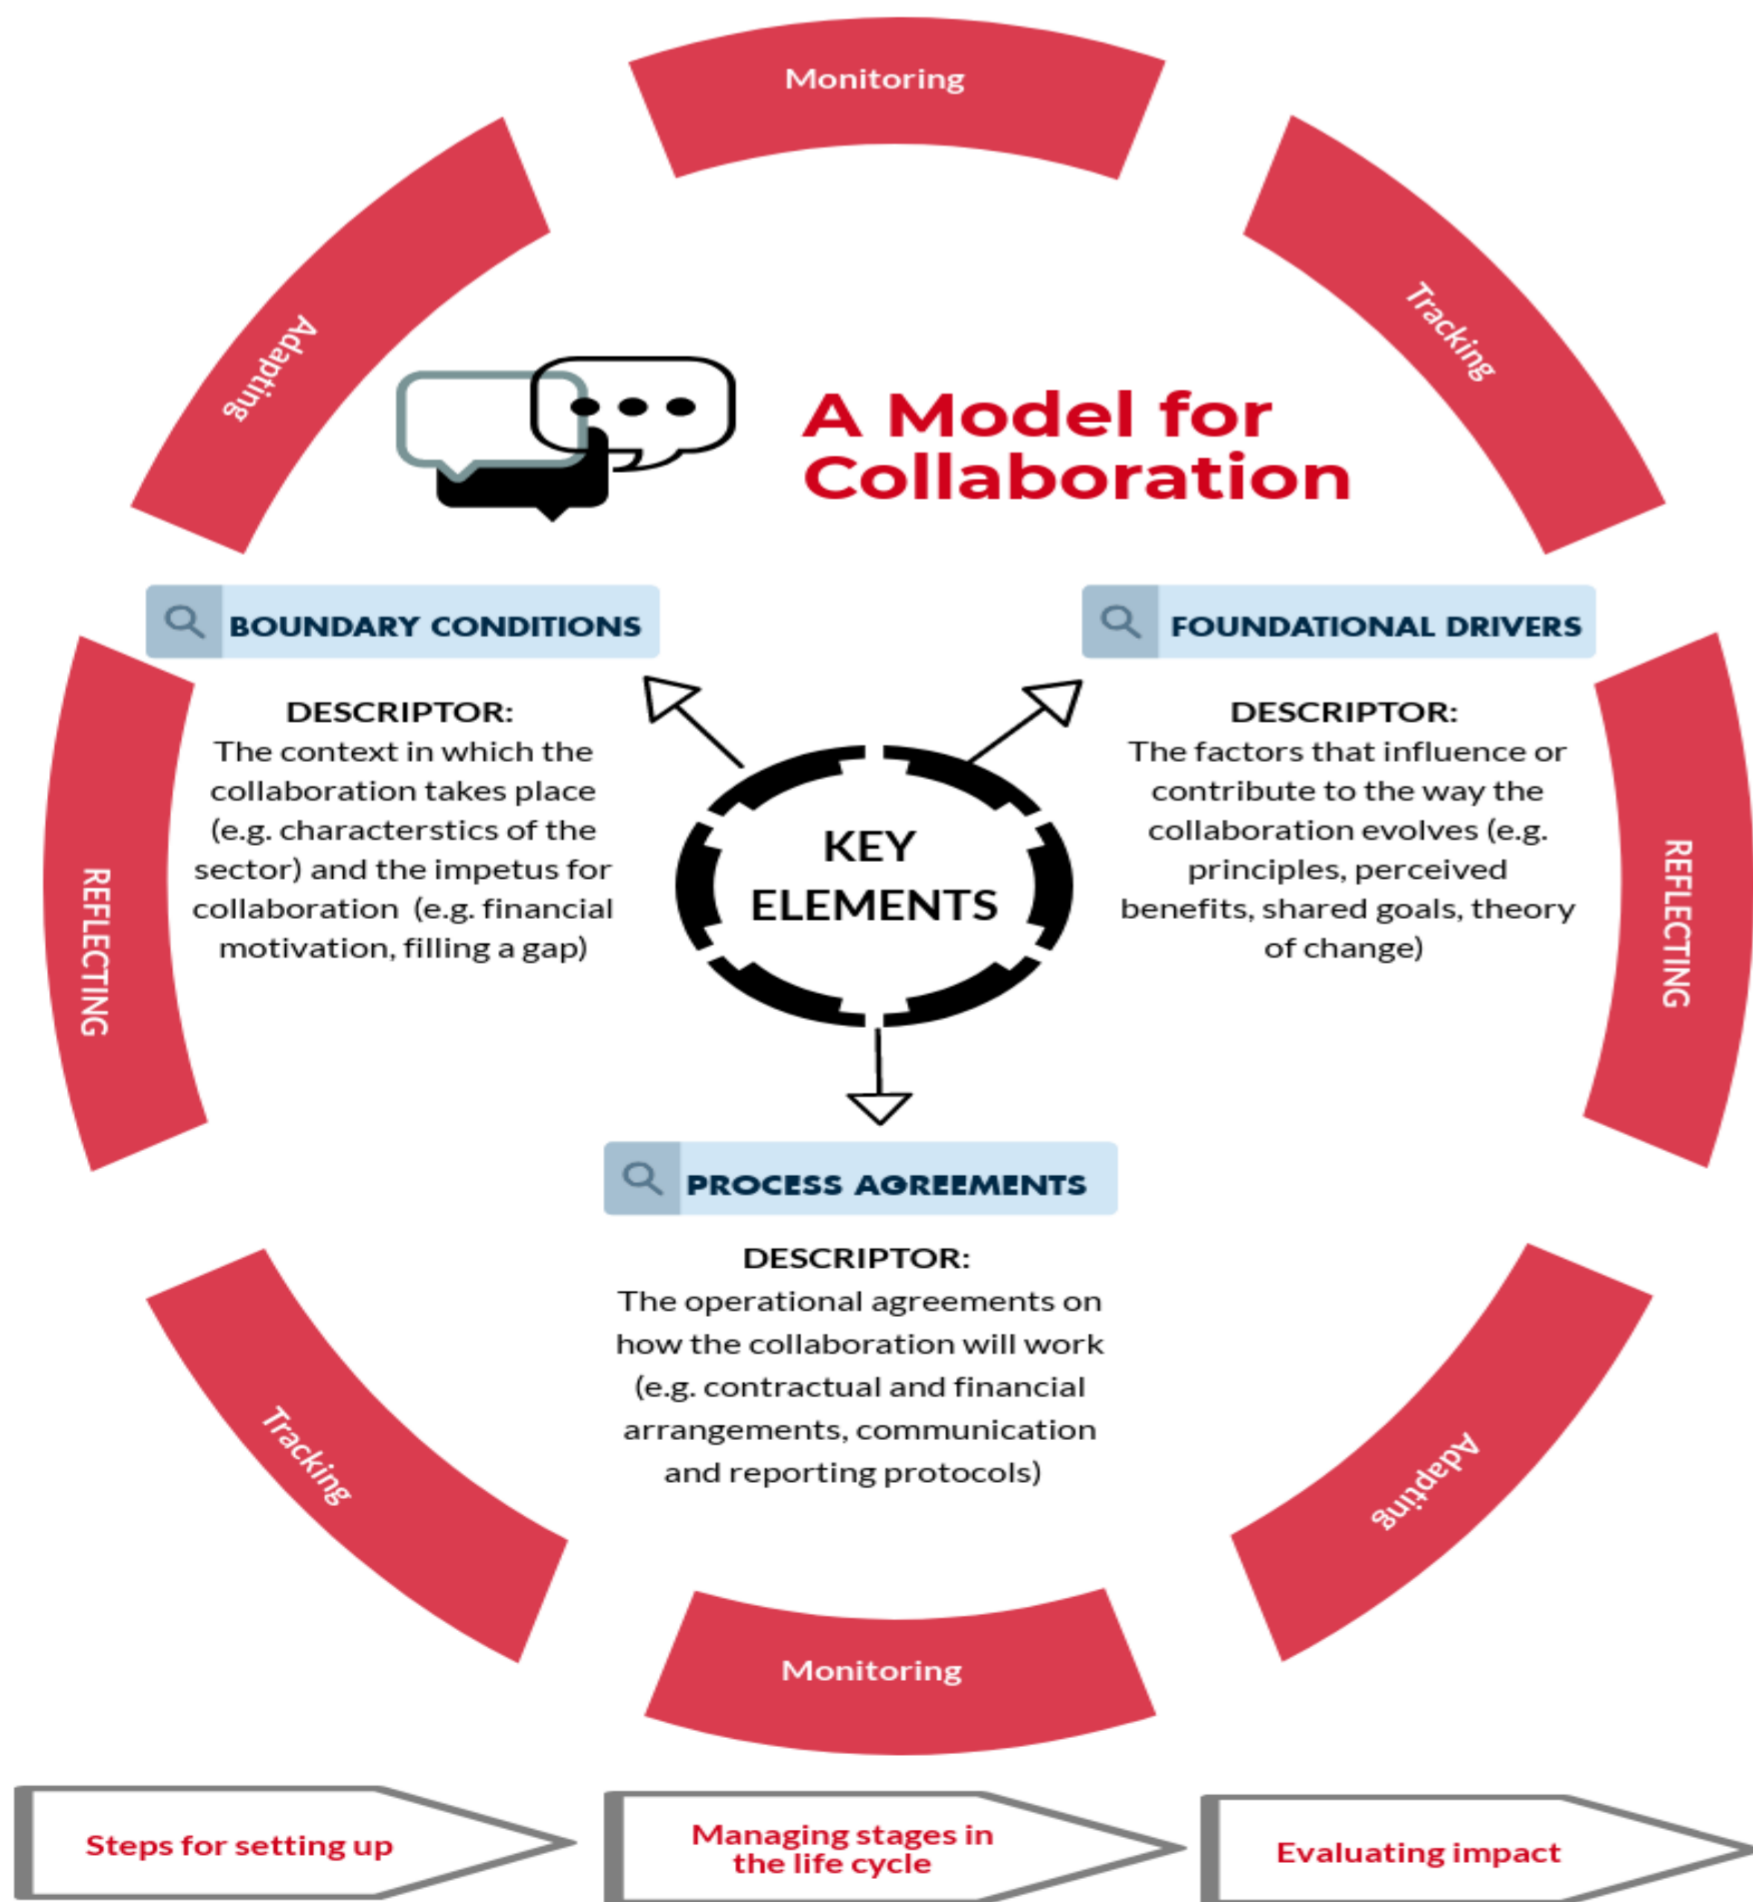 Monitoring
Tracking
Adapting
A Model for
Collaboration
BOUNDARY CONDITIONS
DESCRIPTOR:
The context in which the
collaboration takes place
(e.g. characterstics of the
sector) and the impetus for
collaboration (e.g. financial
motivation, filling a gap)
FOUNDATIONAL DRIVERS
DESCRIPTOR:
The factors that influence or
contribute to the way the
collaboration evolves (e.g.
principles, perceived
benefits, shared goals, theory
of change)
KEY
ELEMENTS
REFLECTING
REFLECTING
PROCESS AGREEMENTS
DESCRIPTOR:
The operational agreements on
how the collaboration will work
(e.g. contractual and financial
arrangements, communication
and reporting protocols)
Tracking
Adapting
Monitoring
Steps for setting up
Managing stages in
the life cycle
Evaluating impact